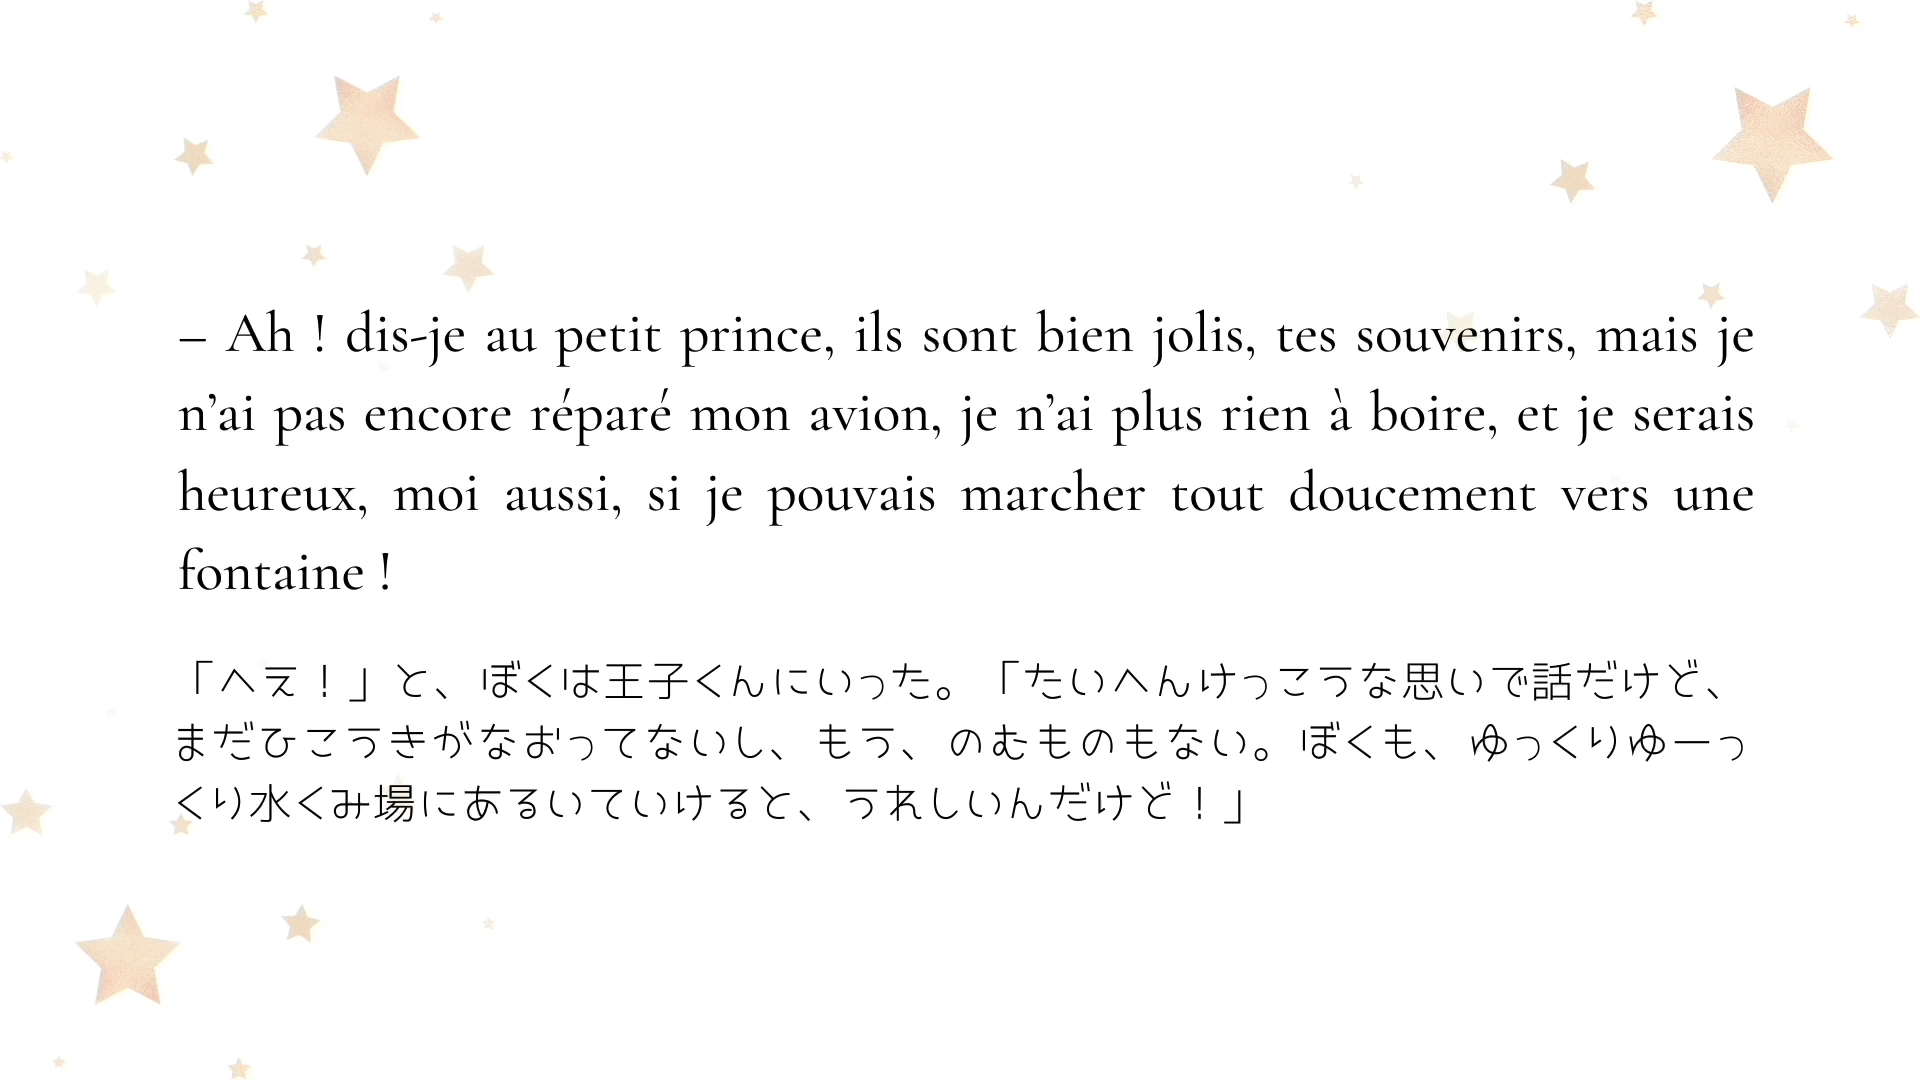 – Ah ! dis-je au petit prince, ils sont bien jolis, tes souvenirs, mais je
n’ai pas encore réparé mon avion, je n’ai plus rien à boire, et je serais
heureux, moi aussi, si je pouvais marcher tout doucement vers une
fontaine !
「へえ！」と、ぼくは王子くんにいった。「たいへんけっこうな思いで話だけど、
まだひこうきがなおってないし、もう、のむものもない。ぼくも、ゆっくりゆーっ
くり水くみ場にあるいていけると、うれしいんだけど！」